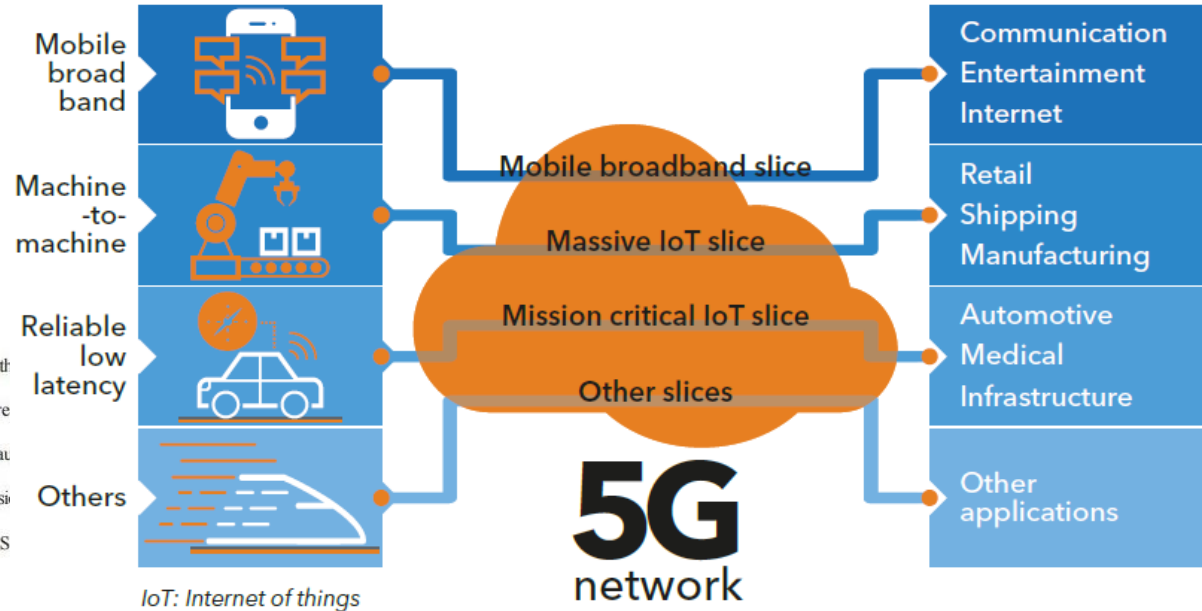 Mobile
broad
band
Machine
-to-
machine
Reliable
low
latency
Others
Mobile broadband slice
Massive IoT slice
Mission critical IoT slice
Other slices
5G
network
Communication
Entertainment
Internet
Retail
Shipping
Manufacturing
Automotive
Medical
Infrastructure
Other
applications
IoT: Internet of things